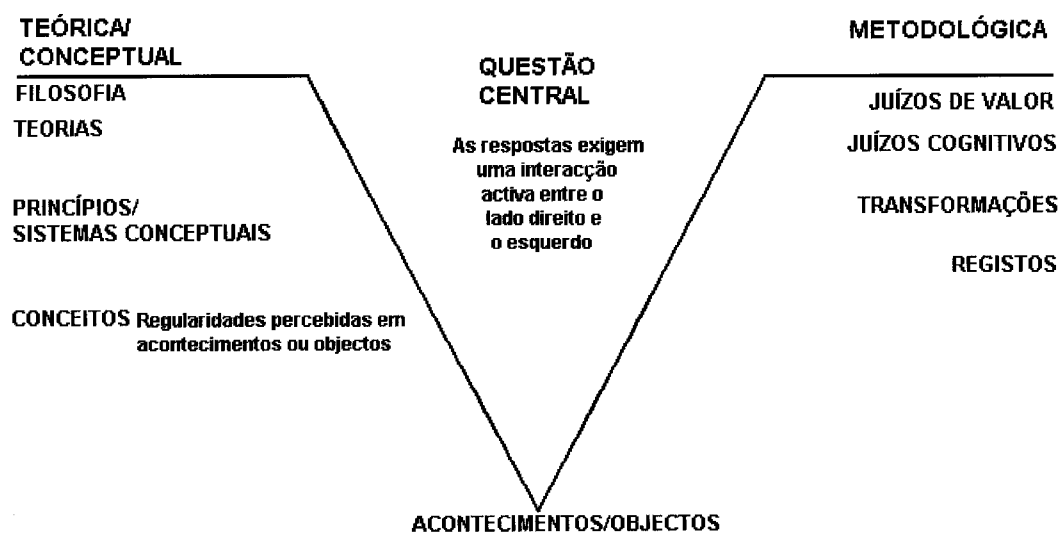 TEÓRICA/
CONCEPTUAL
FILOSOFIA
TEORIAS
PRINCÍPIOS/
SISTEMAS CONCEPTUAIS
CONCEITOS Regularidades percebidas em
acontecimentos ou objectos
QUESTÃO
CENTRAL
As respostas exigem
uma interacção
activa entre o
lado direito e
o esquerdo
METODOLÓGICA
JUÍZOS DE VALOR
JUÍZOS COGNITIVOS
TRANSFORMAÇÕES
REGISTOS
ACONTECIMENTOS/OBJECTOS